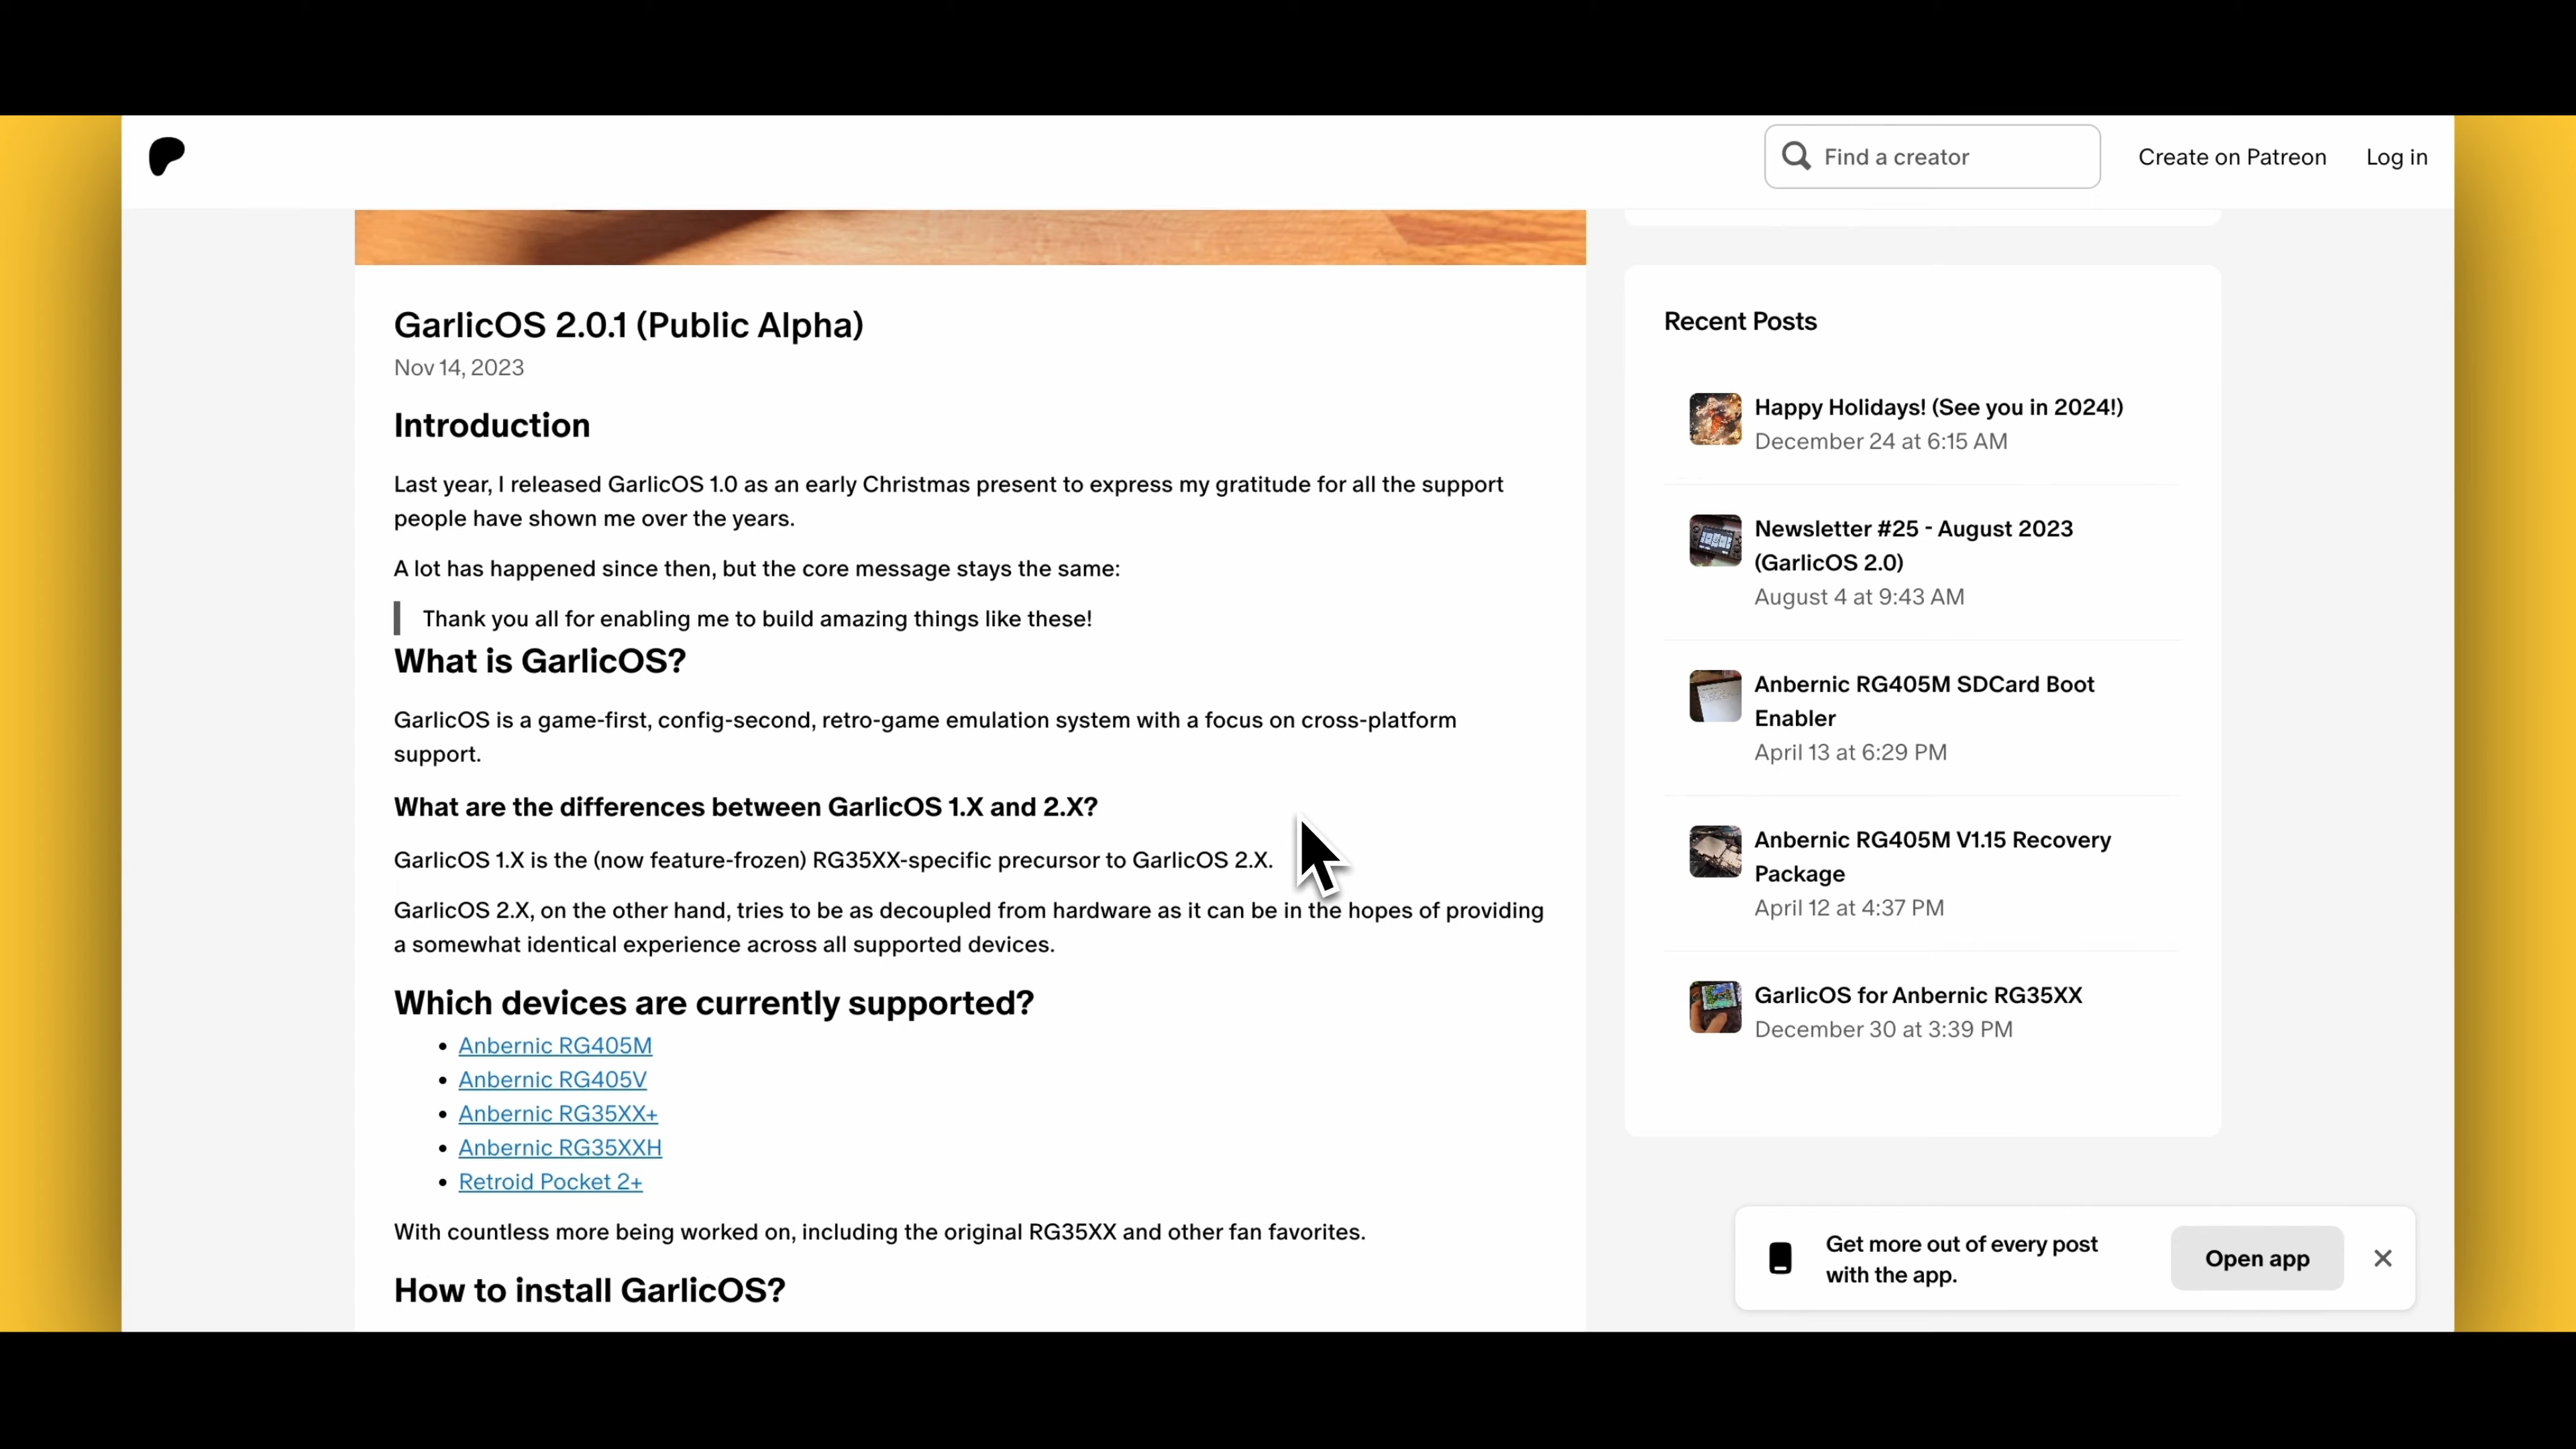 Find a creator
Create on Patreon
Log in
GarlicOS 2.0.1 (Public Alpha)
Nov 14, 2023
Introduction
Last year, I released GarlicOS 1.0 as an early Christmas present to express my gratitude for all the support
people have shown me over the years.
A lot has happened since then, but the core message stays the same:
Thank you all for enabling me to build amazing things like these!
What is GarlicOS?
GarlicOS is a game-first, config-second, retro-game emulation system with a focus on cross-platform
support.
What are the differences between GarlicOS 1.X and 2.X?
GarlicOS 1.X is the (now feature-frozen) RG35XX-specific precursor to GarlicOS 2.X.
GarlicOS 2.X, on the other hand, tries to be as decoupled from hardware as it can be in the hopes of providing
a somewhat identical experience across all supported devices.
Which devices are currently supported?
• Anbernic RG405M
• Anbernic RG405V
• Anbernic RG35XX+
• Anbernic RG35XXH
• Retroid Pocket 2+
With countless more being worked on, including the original RG35XX and other fan favorites.
How to install GarlicOS?
Recent Posts
Happy Holidays! (See you in 2024!)
December 24 at 6:15 AM
Newsletter #25 - August 2023
(GarlicOS 2.0)
August 4 at 9:43 AM
Anbernic RG405M SDCard Boot
Enabler
April 13 at 6:29 PM
Anbernic RG405M V1.15 Recovery
Package
April 12 at 4:37 PM
GarlicOS for Anbernic RG35XX
December 30 at 3:39 PM
Get more out of every post
with the app.
Open app